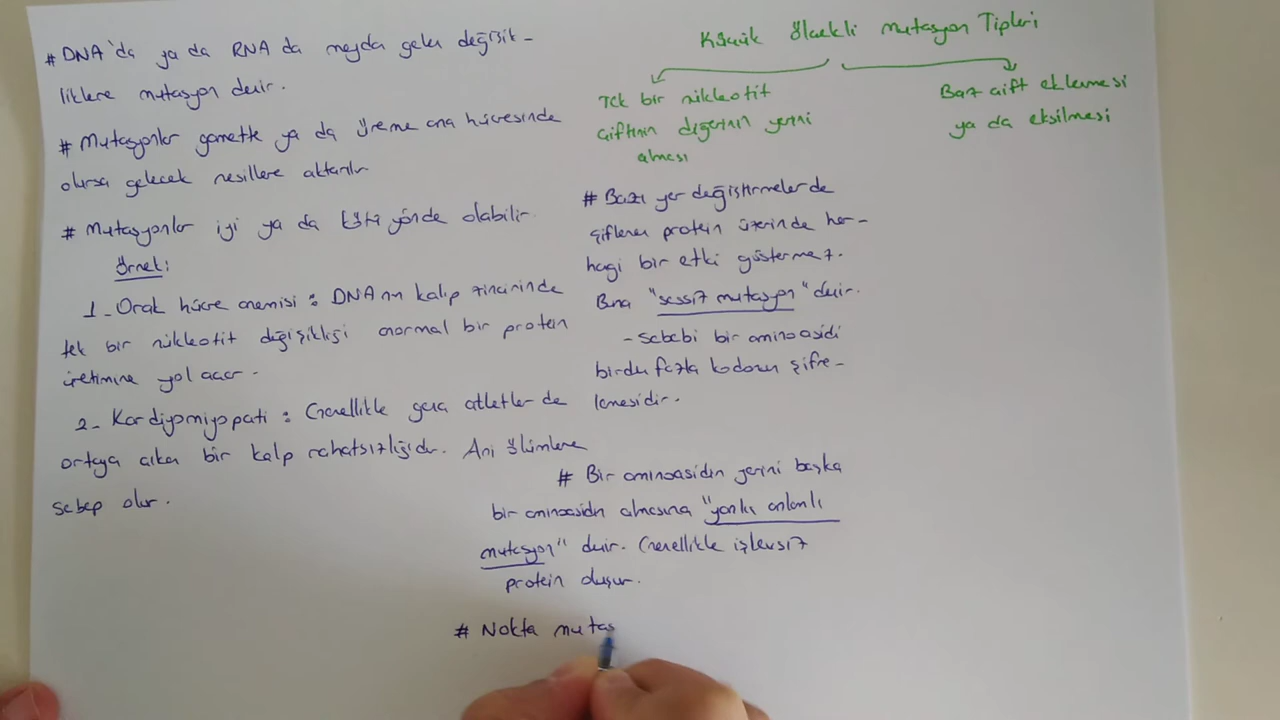 # DNA'da ya da RNA da meyda gelen değişik-
liklere mutasyon denir.
# Mutasyonlar gamette ya da üreme ana hücresinde
olursa gelecek nesillere aktarılır
# Mutasyonlar iyi ya da kötü yönde olabilir.
Örnek:
1- Orak hücre anemisi : DNA nın kalıp zincirinde
tek bir nükleotit değişikliği anormal bir protein
üretimine yol açar.
2- Kardiyomiyopati : Genellikle genç atletlerde
ortaya çıkan bir kalp rahatsızlığıdır. Ani ölümlere
sebep olur.
Küçük Ölçekli mutasyon Tipleri
Tek bir nükleotit
çiftinin diğerinin yerini
alması
Baz çift eklenmesi
ya da eksilmesi
# Bazı yer değiştirmelerde
çiftlenen protein üzerinde her-
hagi bir etki göstermez.
Buna "sessiz mutasyon" denir.
- Sebebi bir aminoasidi
birden fazla kodonun şifre-
lemesidir.
# Bir aminoasidin yerini başka
bir aminoasidin almasına "yanlış anlamlı
mutasyon" denir. Genellikle işlevsiz
protein oluşur.
# Nokta mutas